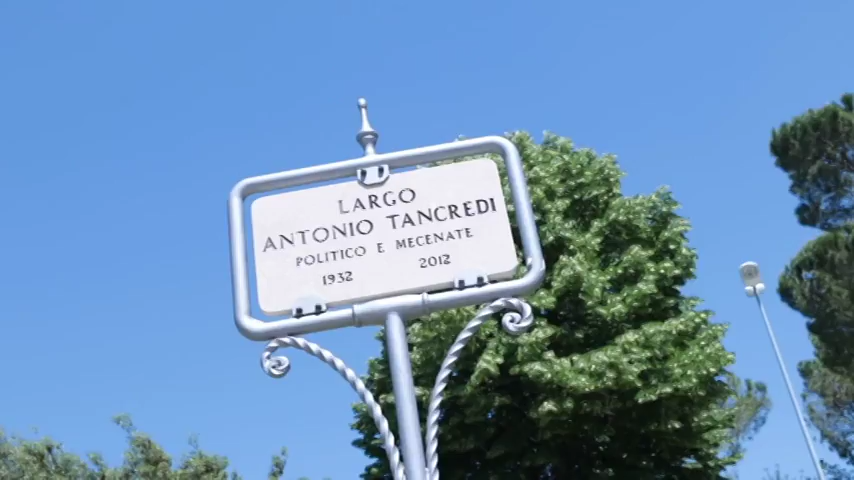 LARGO
ANTONIO TANCREDI
POLITICO E MECENATE
1932 2012